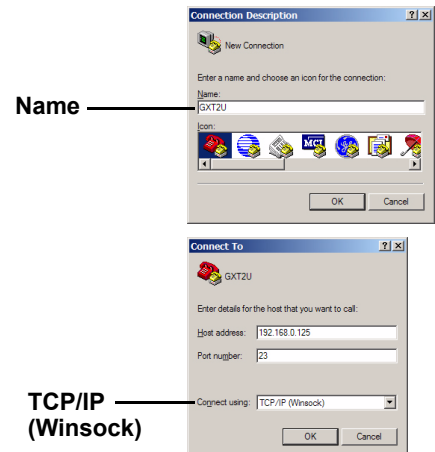 Connection Description
New Connection
Enter a name and choose an icon for the connection:
Name
Name:
GXT2U
Icon:
MCI
OK Cancel
Connect To
GXT2U
Enter details for the host that you want to call:
Host address: 192.168.0.125
Port number: 23
TCP/IP
(Winsock)
Connect using: TCP/IP (Winsock)
OK Cancel